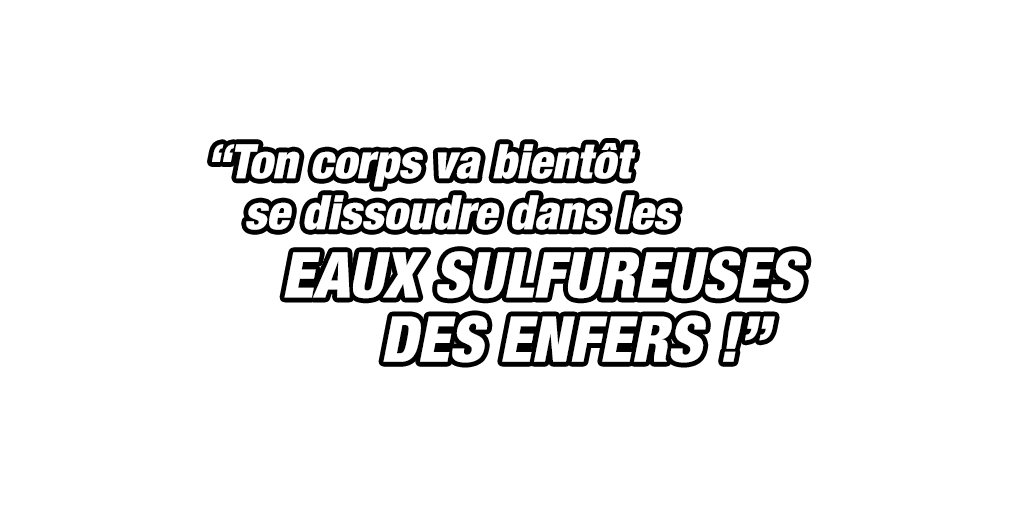 “Ton corps va bientôt
se dissoudre dans les
EAUX SULFUREUSES
DES ENFERS !”